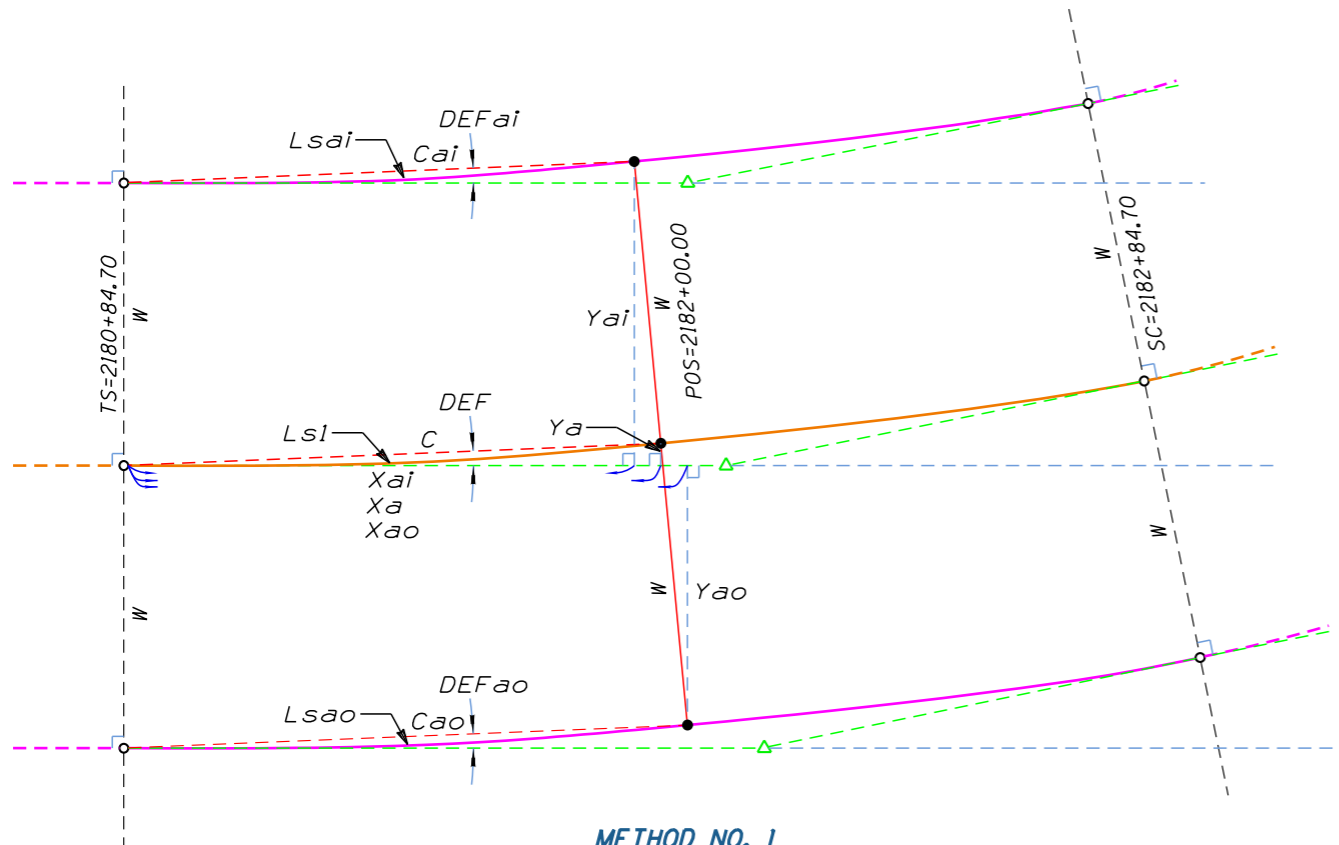 DEFai
Lsai
Cai
TS=2180+84.70
W
Yai
W
POS=2182+00.00
W
SC=2182+84.70
DEF
Ls1
C
Ya
Xai
Xa
Xao
W
W
Yao
W
DEFao
Lsao
Cao
METHOD NO. 1